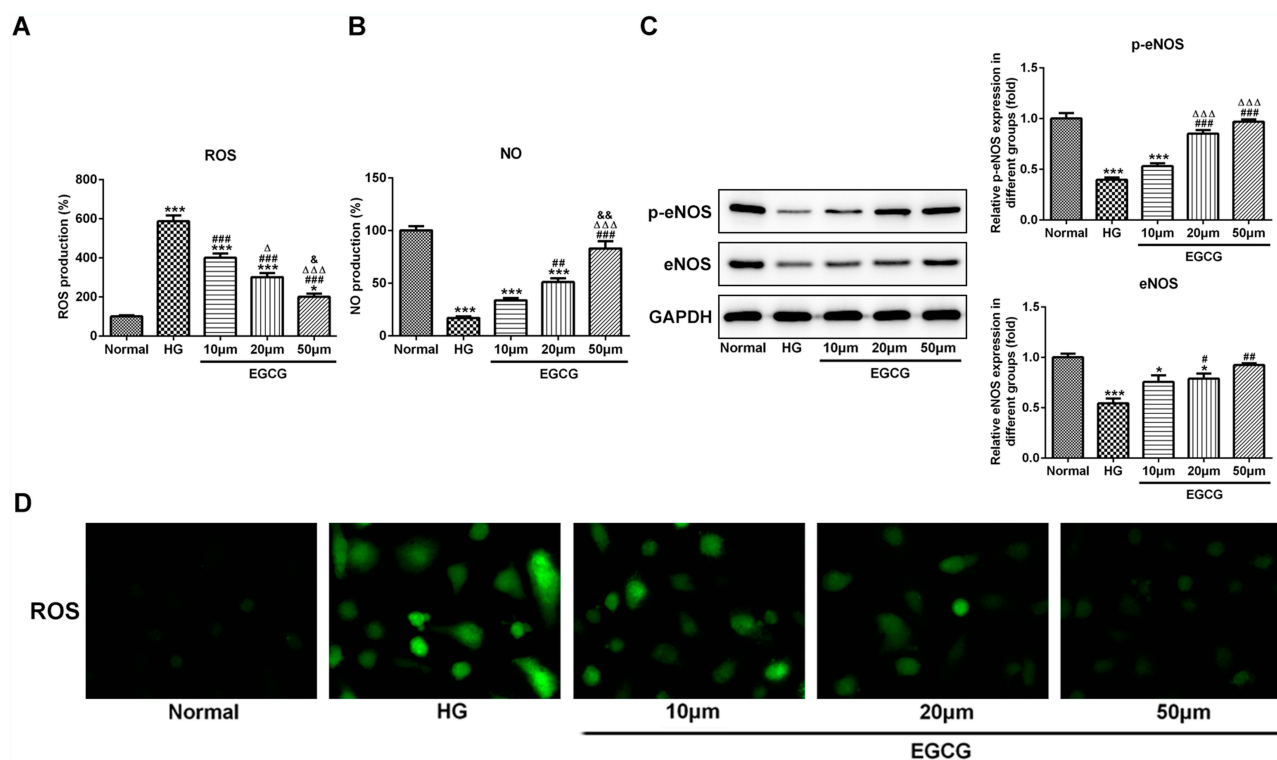 A
ROS
ROS production (%)
800
600
400
200
0
***
###
***
Δ
###
***
&
ΔΔΔ
###
*
Normal HG 10μm 20μm 50μm
EGCG
B
NO
NO production (%)
150
100
50
0
***
***
##
***
&&
ΔΔΔ
###
Normal HG 10μm 20μm 50μm
EGCG
C
p-eNOS
eNOS
GAPDH
Normal HG 10μm 20μm 50μm
EGCG
p-eNOS
Relative p-eNOS expression in
different groups (fold)
1.5
1.0
0.5
0.0
***
***
ΔΔΔ
###
ΔΔΔ
###
Normal HG 10μm 20μm 50μm
EGCG
eNOS
Relative eNOS expression in
different groups (fold)
1.5
1.0
0.5
0.0
***
*
#
*
##
Normal HG 10μm 20μm 50μm
EGCG
D
ROS
Normal HG 10μm 20μm 50μm
EGCG